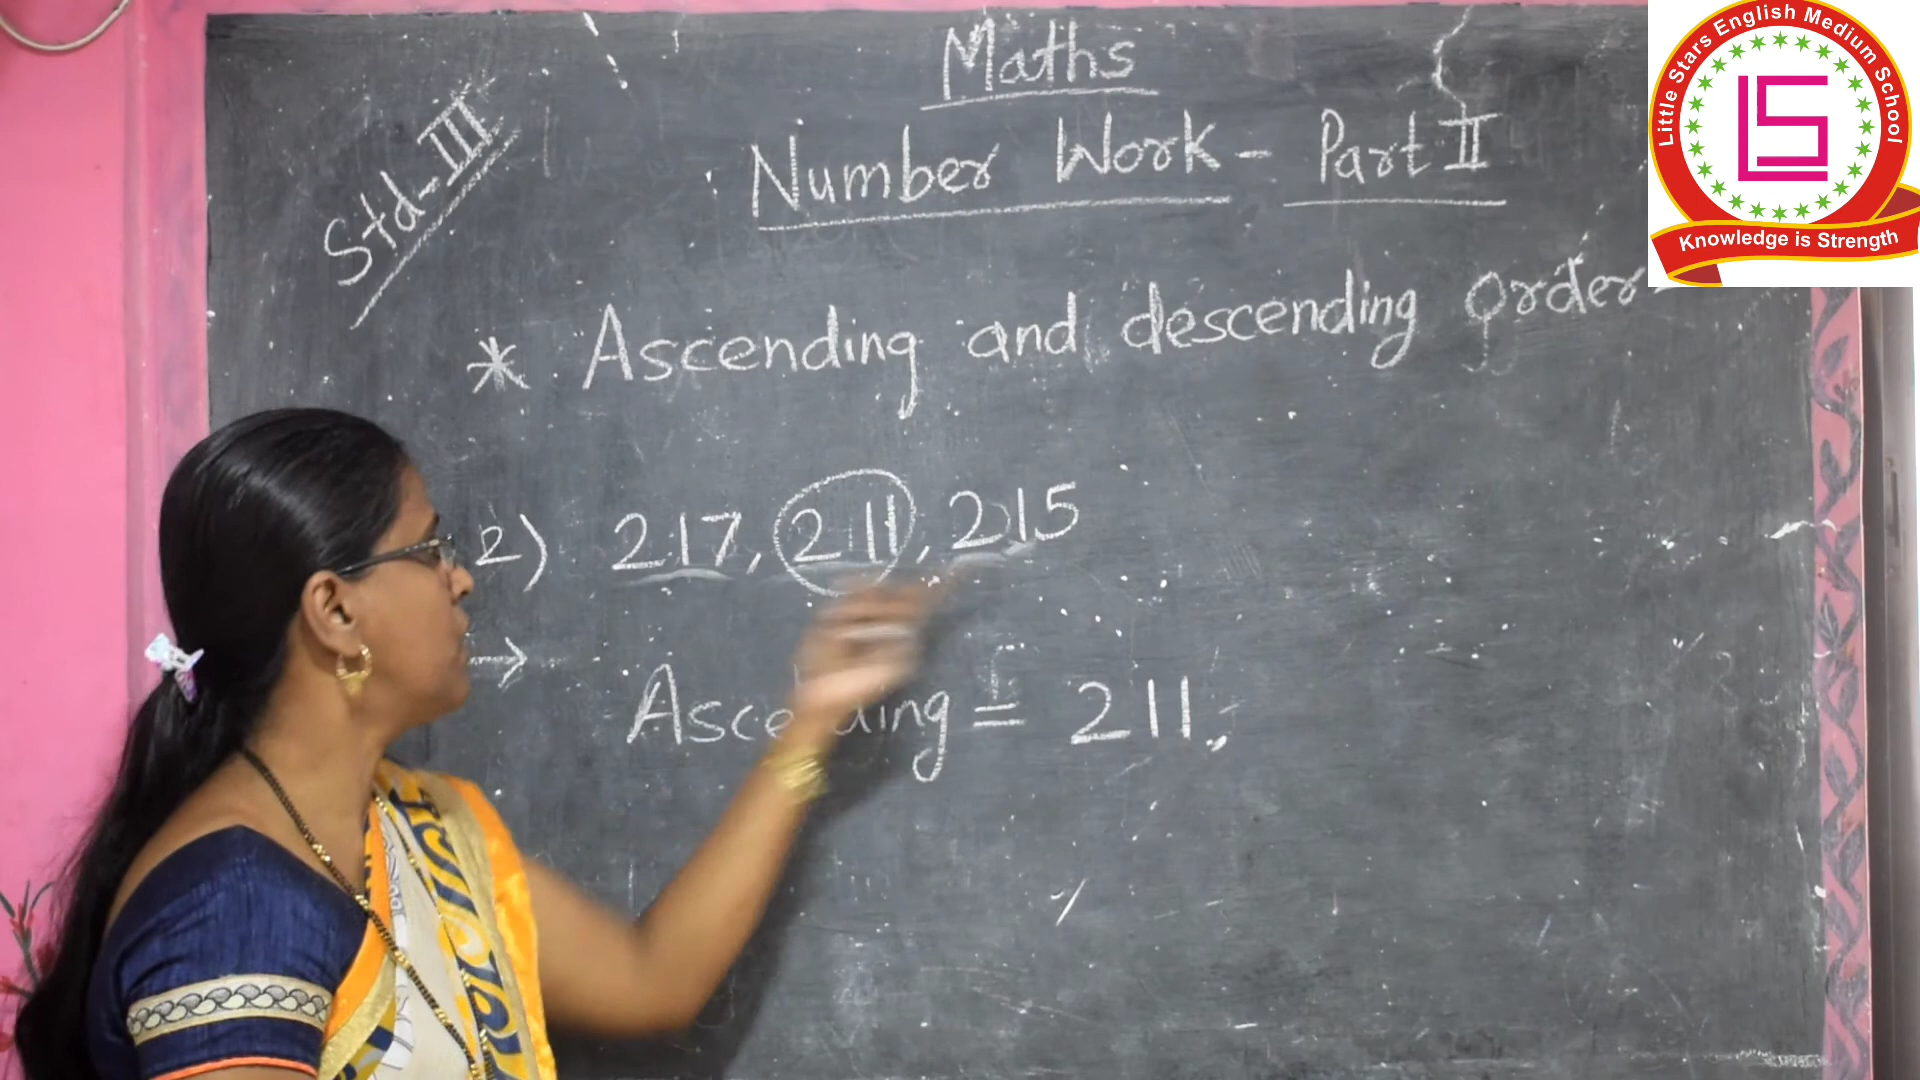 Maths
Std-III
Number Work - Part II
* Ascending and descending order-
2) 217, 211, 215
→ Ascending = 211,
Little Stars English Medium School
LS
Knowledge is Strength